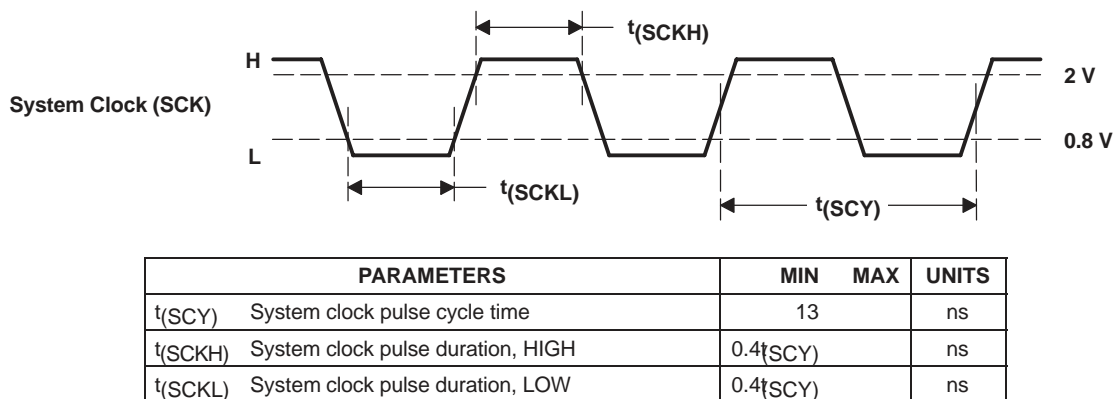 t(SCKH)
H
2 V
System Clock (SCK)
0.8 V
L
t(SCKL)
t(SCY)
PARAMETERS MIN MAX UNITS
t(SCY) System clock pulse cycle time 13 ns
t(SCKH) System clock pulse duration, HIGH 0.4t(SCY) ns
t(SCKL) System clock pulse duration, LOW 0.4t(SCY) ns